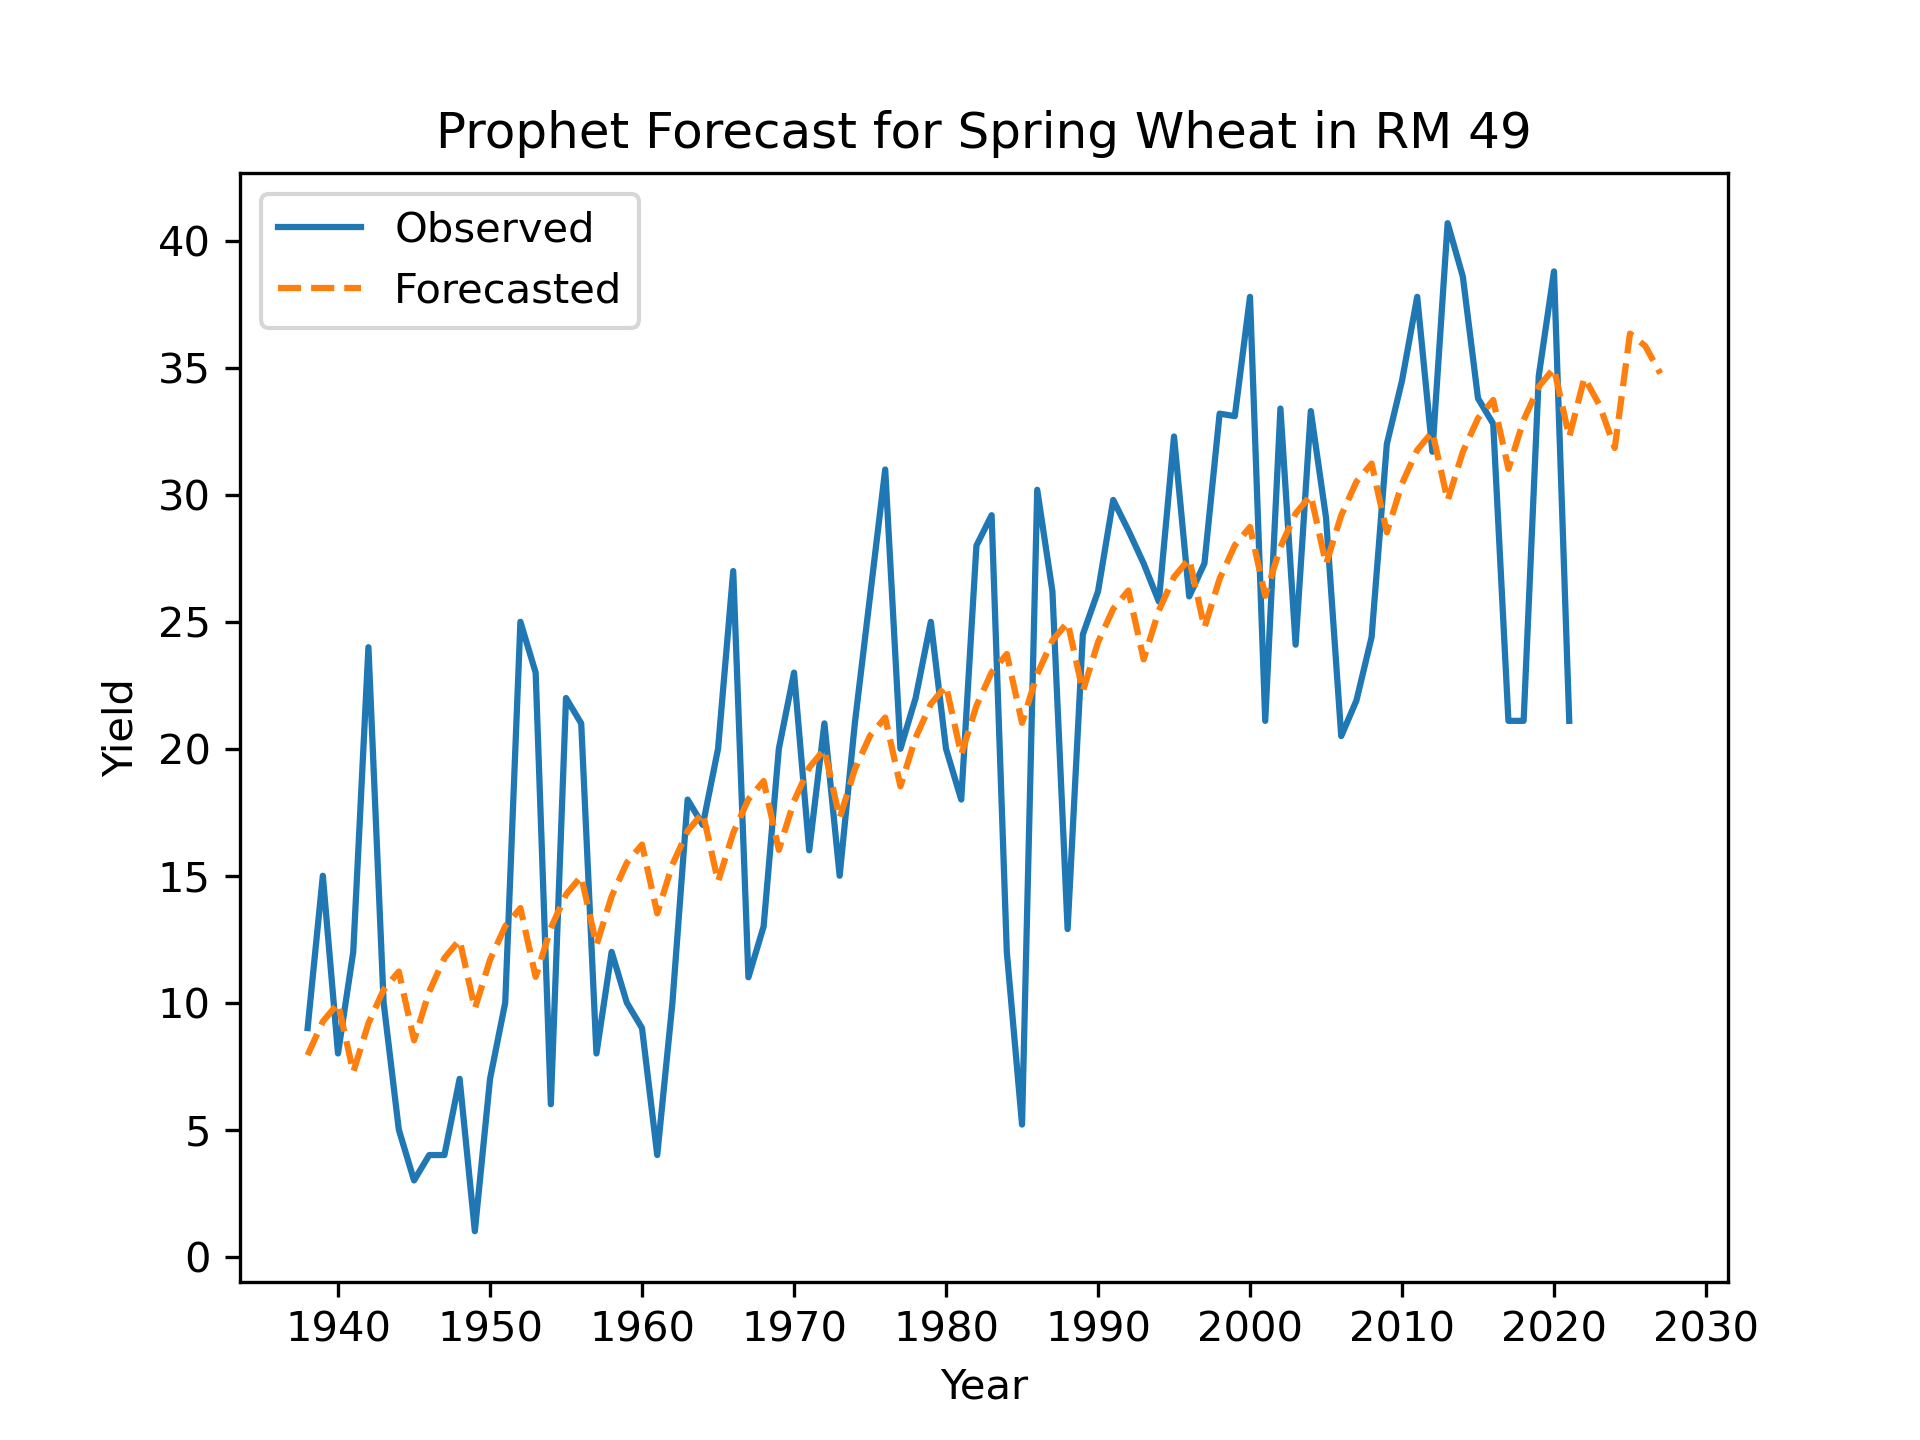 Prophet Forecast for Spring Wheat in RM 49
Observed
Forecasted
40
35
30
25
20
15
10
5
0
Yield
1940 1950 1960 1970 1980 1990 2000 2010 2020 2030
Year